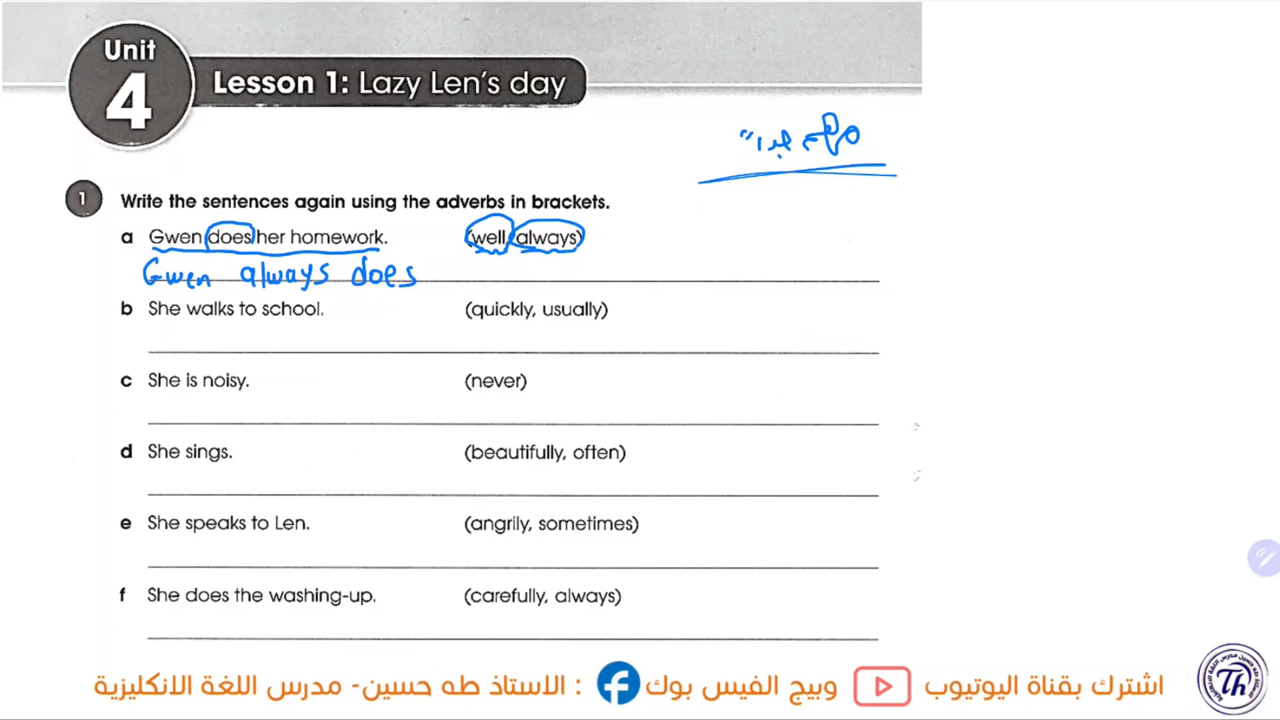 Unit
4
Lesson 1: Lazy Len's day
مهم جدا"
1 Write the sentences again using the adverbs in brackets.
a Gwen does her homework. (well, always)
Gwen always does
b She walks to school. (quickly, usually)
c She is noisy. (never)
d She sings. (beautifully, often)
e She speaks to Len. (angrily, sometimes)
f She does the washing-up. (carefully, always)
اشترك بقناة اليوتيوب وبيج الفيس بوك : الاستاذ طه حسين- مدرس اللغة الانكليزية
Th